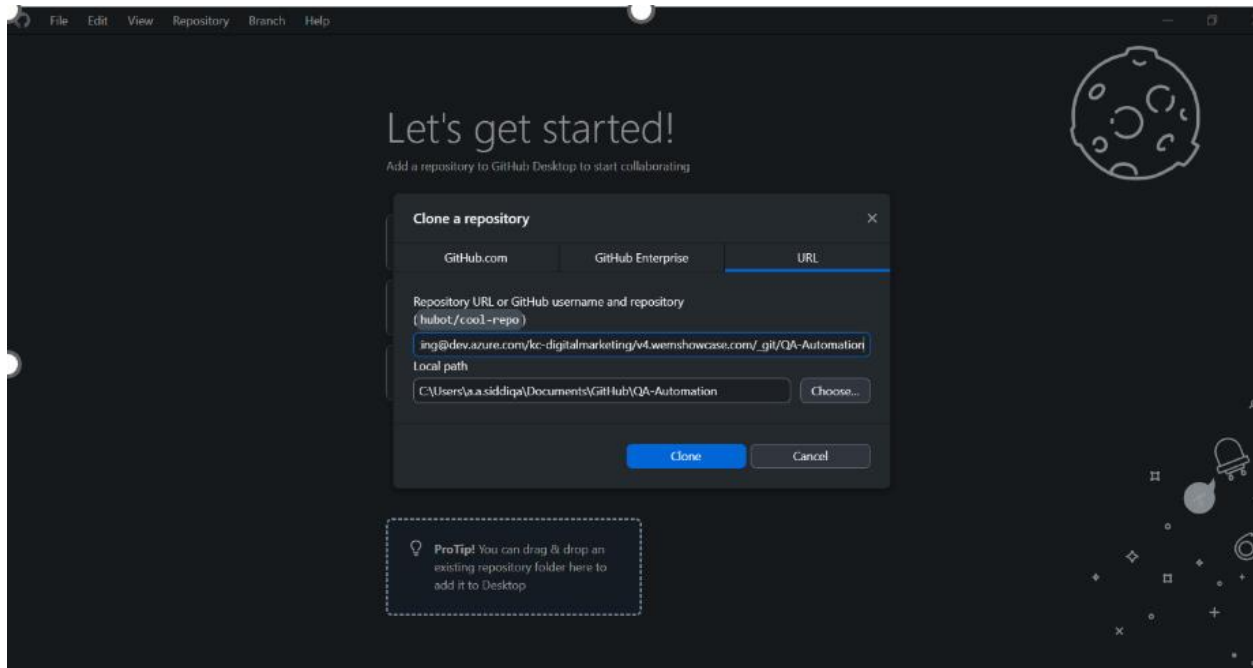 File Edit View Repository Branch Help
Let's get started!
Add a repository to GitHub Desktop to start collaborating
Clone a repository
GitHub.com GitHub Enterprise URL
Repository URL or GitHub username and repository
(hubot/cool-repo)
ing@dev.azure.com/kc-digitalmarketing/v4.wemshowcase.com/_git/QA-Automation
Local path
C:\Users\a.a.siddiqa\Documents\GitHub\QA-Automation Choose...
Clone Cancel
ProTip! You can drag & drop an
existing repository folder here to
add it to Desktop